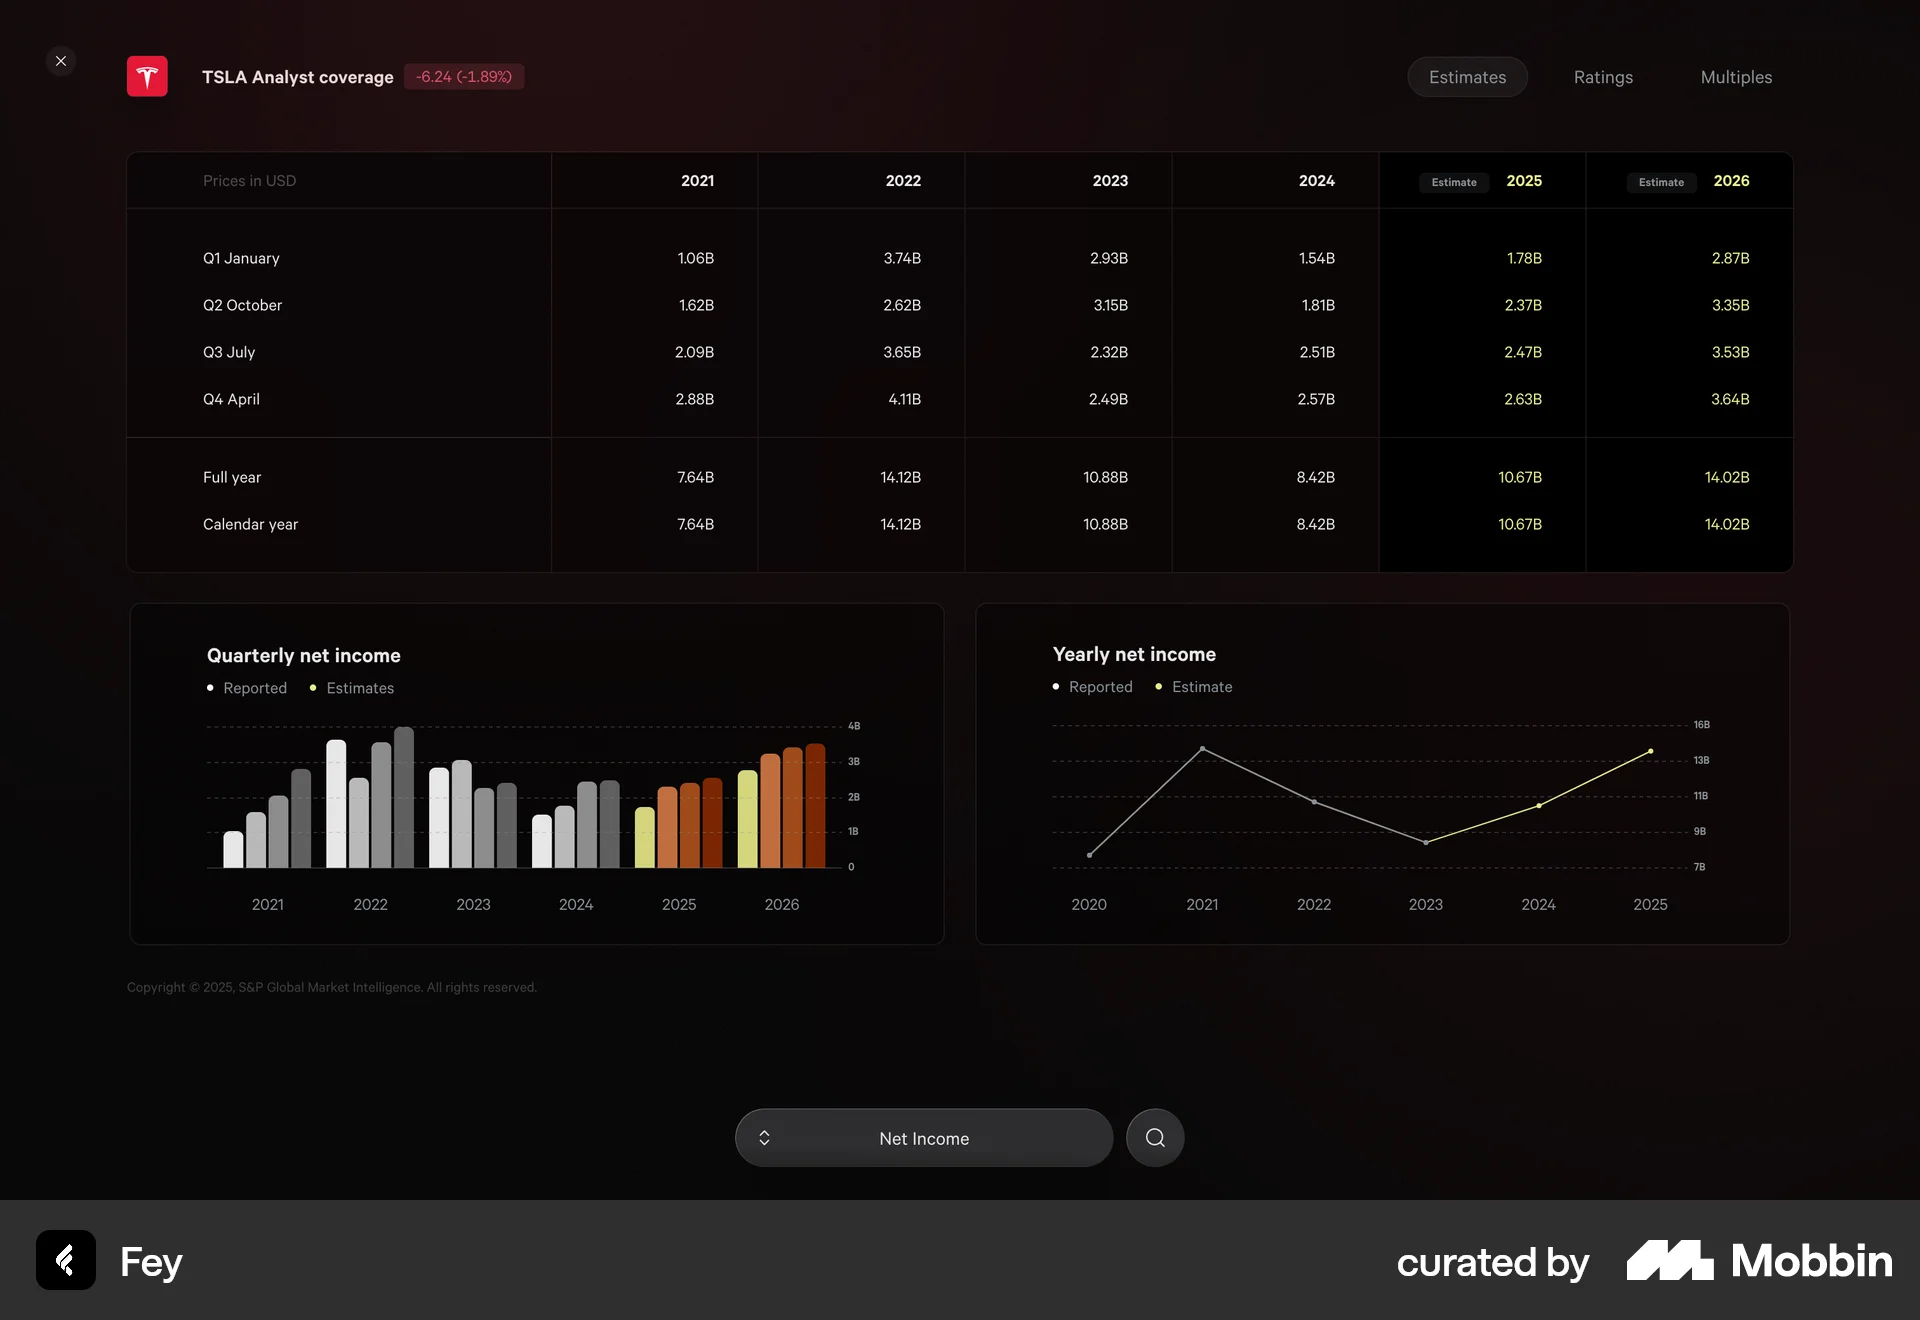 TSLA Analyst coverage -6.24 (-1.89%) Estimates Ratings Multiples
Prices in USD 2021 2022 2023 2024 Estimate 2025 Estimate 2026
Q1 January 1.06B 3.74B 2.93B 1.54B 1.78B 2.87B
Q2 October 1.62B 2.62B 3.15B 1.81B 2.37B 3.35B
Q3 July 2.09B 3.65B 2.32B 2.51B 2.47B 3.53B
Q4 April 2.88B 4.11B 2.49B 2.57B 2.63B 3.64B
Full year 7.64B 14.12B 10.88B 8.42B 10.67B 14.02B
Calendar year 7.64B 14.12B 10.88B 8.42B 10.67B 14.02B
Quarterly net income
Reported Estimates
4B
3B
2B
1B
0
2021 2022 2023 2024 2025 2026
Yearly net income
Reported Estimate
16B
13B
11B
9B
7B
2020 2021 2022 2023 2024 2025
Copyright © 2025, S&P Global Market Intelligence. All rights reserved.
Net Income
Fey curated by Mobbin